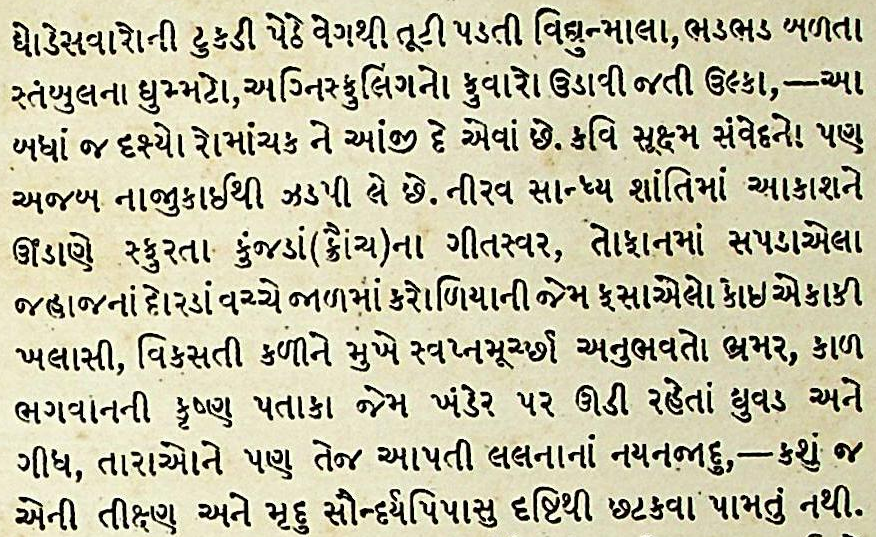 ઘોડેસવારોની ટુકડી પેઠે વેગથી તૂટી પડતી વિદ્યુન્માલા, ભડભડ બળતા
સ્તંબુલના ઘુમ્મટો, અગ્નિસ્ફુલિંગનો ફુવારો ઉડાવી જતી ઉલ્કા,—આ
બધાં જ દૃશ્યો રોમાંચક ને આંજી દે એવાં છે. કવિ સૂક્ષ્મ સંવેદનો પણ
અજબ નાજુકાઈથી ઝડપી લે છે. નીરવ સાન્ધ્ય શાંતિમાં આકાશને
ઊંડાણે સ્ફુરતા કુંજડાં(ક્રૌંચ)ના ગીતસ્વર, તોફાનમાં સપડાએલા
જહાજનાં દોરડાં વચ્ચે જાળમાં કરોળિયાની જેમ ફસાએલો કોઇ એકાકી
ખલાસી, વિકસતી કળીને મુખે સ્વપ્નમૂર્ચ્છા અનુભવતો ભ્રમર, કાળ
ભગવાનની કૃષ્ણ પતાકા જેમ ખંડેર પર ઊડી રહેતાં ઘુવડ અને
ગીધ, તારાઓને પણ તેજ આપતી લલનાનાં નયનજાદુ,—કશું જ
એની તીક્ષ્ણ અને મૃદુ સૌન્દર્યપિપાસુ દૃષ્ટિથી છટકવા પામતું નથી.